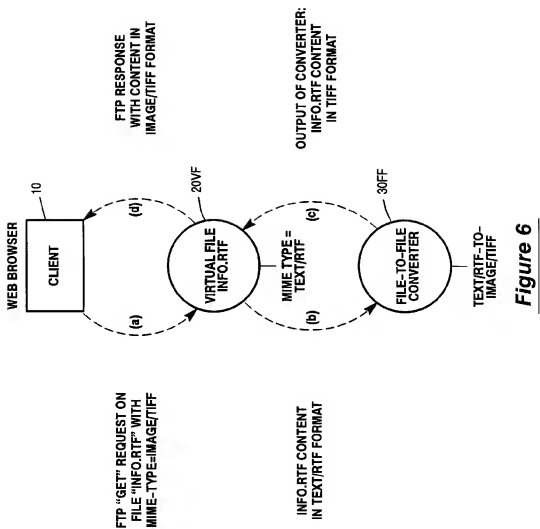 WEB BROWSER
10
CLIENT
(a)
(d)
FTP "GET" REQUEST ON
FILE "INFO.RTF" WITH
MIME-TYPE=IMAGE/TIFF
FTP RESPONSE
WITH CONTENT IN
IMAGE/TIFF FORMAT
20VF
VIRTUAL FILE
INFO.RTF
MIME TYPE =
TEXT/RTF
(b)
(c)
INFO.RTF CONTENT
IN TEXT/RTF FORMAT
OUTPUT OF CONVERTER:
INFO.RTF CONTENT
IN TIFF FORMAT
30FF
FILE-TO-FILE
CONVERTER
TEXT/RTF-TO-
IMAGE/TIFF
Figure 6